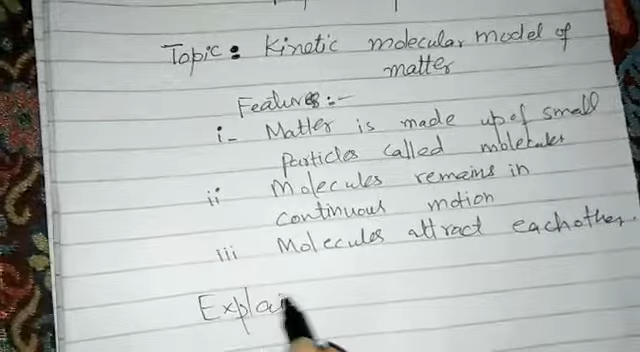 Topic: Kinetic molecular model of
matter
Features:-
i- Matter is made up of small
particles called molecules
ii Molecules remains in
continuous motion
iii Molecules attract eachother.
Explai